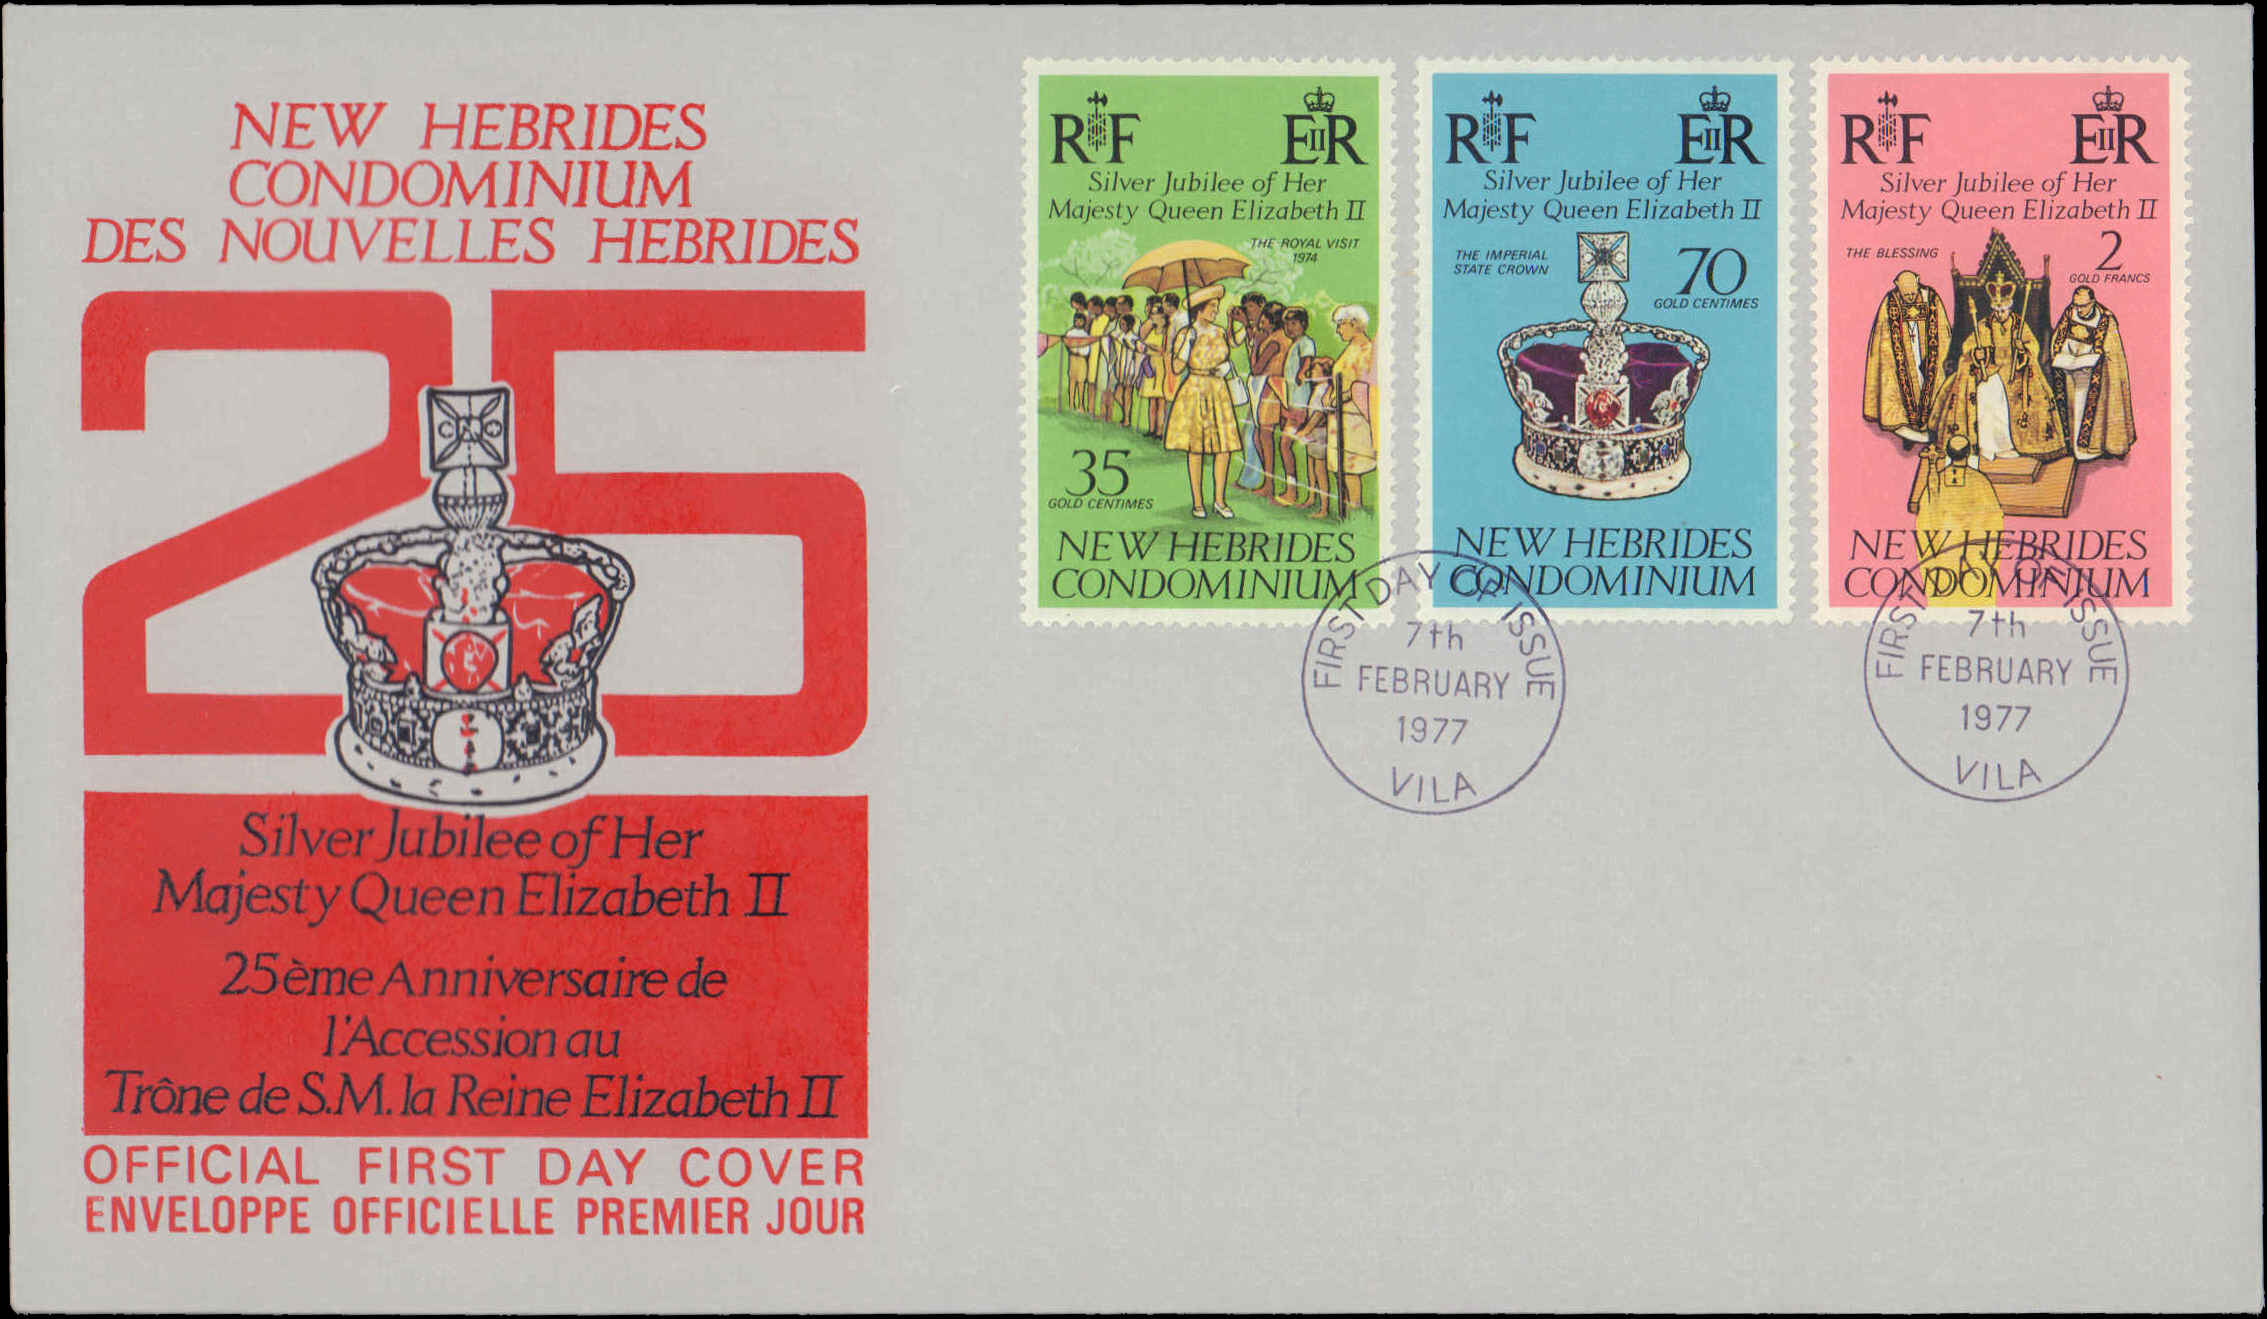 NEW HEBRIDES
CONDOMINIUM
DES NOUVELLES HEBRIDES
25
Silver Jubilee of Her
Majesty Queen Elizabeth II
25ème Anniversaire de
l'Accession au
Trône de S.M. la Reine Elizabeth II
OFFICIAL FIRST DAY COVER
ENVELOPPE OFFICIELLE PREMIER JOUR
RF EIIR
Silver Jubilee of Her
Majesty Queen Elizabeth II
THE ROYAL VISIT
1974
35
GOLD CENTIMES
NEW HEBRIDES
CONDOMINIUM
RF EIIR
Silver Jubilee of Her
Majesty Queen Elizabeth II
THE IMPERIAL
STATE CROWN
70
GOLD CENTIMES
NEW HEBRIDES
CONDOMINIUM
RF EIIR
Silver Jubilee of Her
Majesty Queen Elizabeth II
THE BLESSING
2
GOLD FRANCS
NEW HEBRIDES
CONDOMINIUM
FIRST DAY OF ISSUE
7th
FEBRUARY
1977
VILA
FIRST DAY OF ISSUE
7th
FEBRUARY
1977
VILA